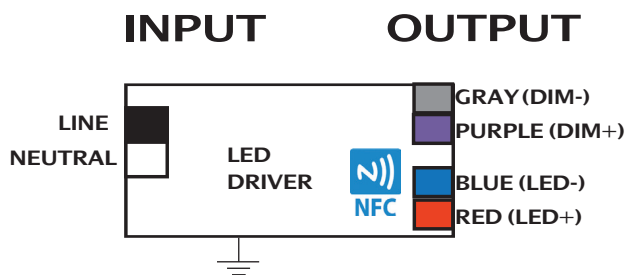 INPUT
OUTPUT
LINE
NEUTRAL
LED
DRIVER
NFC
GRAY (DIM-)
PURPLE (DIM+)
BLUE (LED-)
RED (LED+)